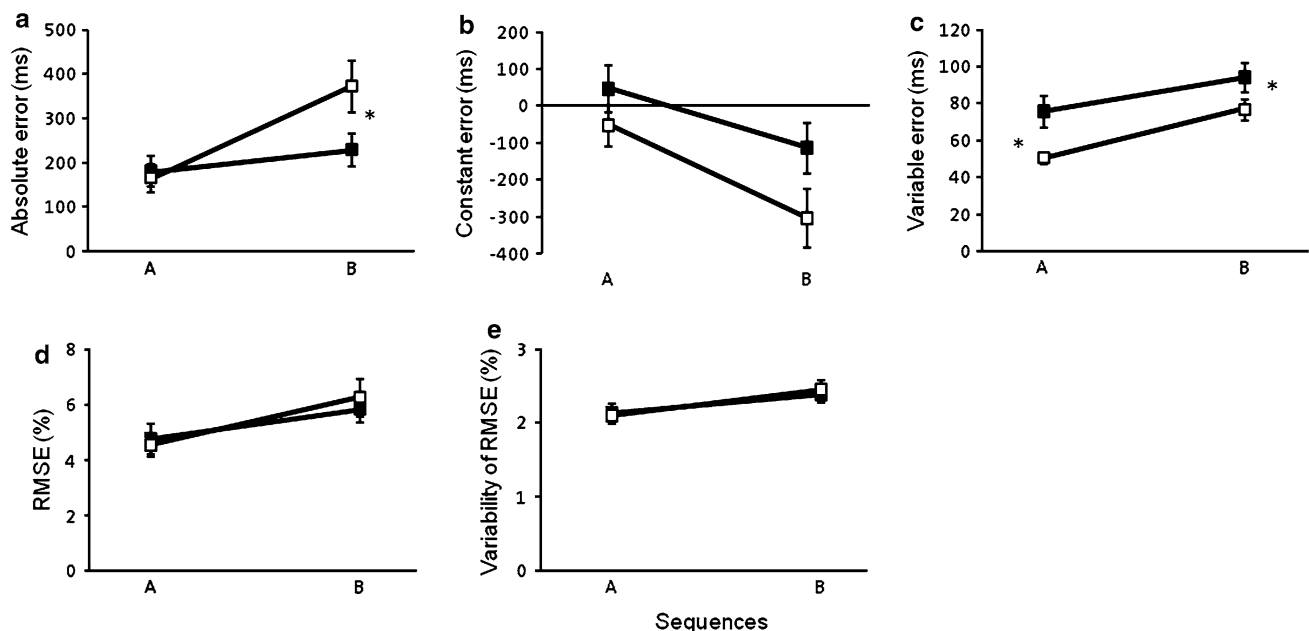 a
Absolute error (ms)
500
400
300
200
100
0
*
A
B
b
Constant error (ms)
200
100
0
-100
-200
-300
-400
A
B
c
Variable error (ms)
120
100
80
60
40
20
0
*
*
A
B
d
RMSE (%)
8
6
4
2
0
A
B
e
Variability of RMSE (%)
3
2
1
0
A
B
Sequences